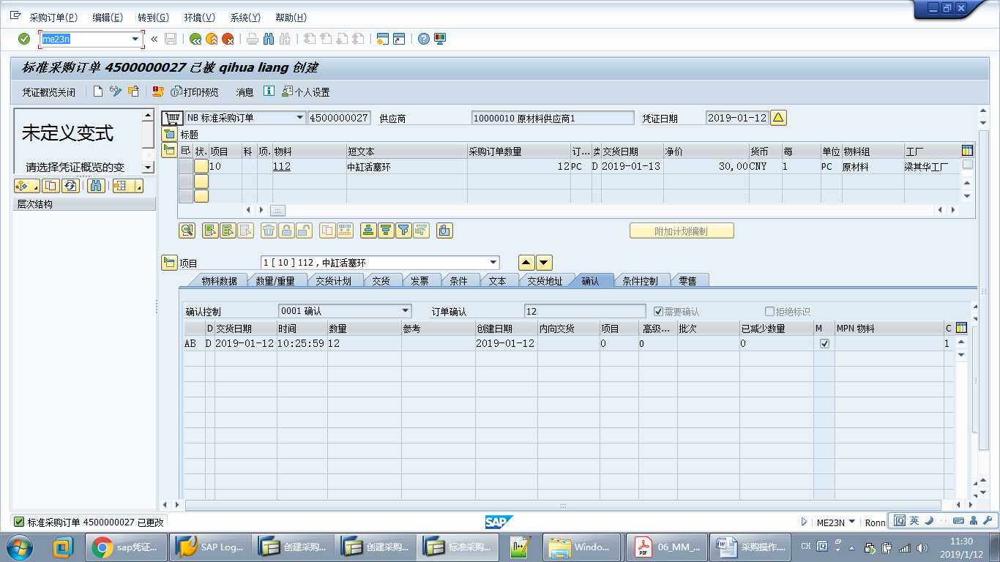 采购订单(P) 编辑(E) 转到(G) 环境(V) 系统(Y) 帮助(H)
me23n
标准采购订单 4500000027 已被 qihua liang 创建
凭证概览关闭 打印预览 消息 个人设置
未定义变式
请选择凭证概览的变
层次结构
NB 标准采购订单 4500000027 供应商 10000010 原材料供应商1 凭证日期 2019-01-12
标题
状. 项目 科 项. 物料 短文本 采购订单数量 订... 类 交货日期 净价 货币 每 单位 物料组 工厂
10 112 中缸活塞环 12 PC D 2019-01-13 30,00 CNY 1 PC 原材料 梁其华工厂
附加计划编制
项目 1 [ 10 ] 112 , 中缸活塞环
物料数据 数量/重量 交货计划 交货 发票 条件 文本 交货地址 确认 条件控制 零售
确认控制 0001 确认 订单确认 12 需要确认 拒绝标识
D 交货日期 时间 数量 参考 创建日期 内向交货 项目 高级... 批次 已减少数量 M MPN 物料 C
AB D 2019-01-12 10:25:59 12 2019-01-12 0 0 0 1
标准采购订单 4500000027 已更改
SAP
ME23N Ronn
英
sap凭证... SAP Log... 创建采购... 创建采购... 标准采购... Windo... 06_MM_... 采购操作....
CH
11:30
2019/1/12